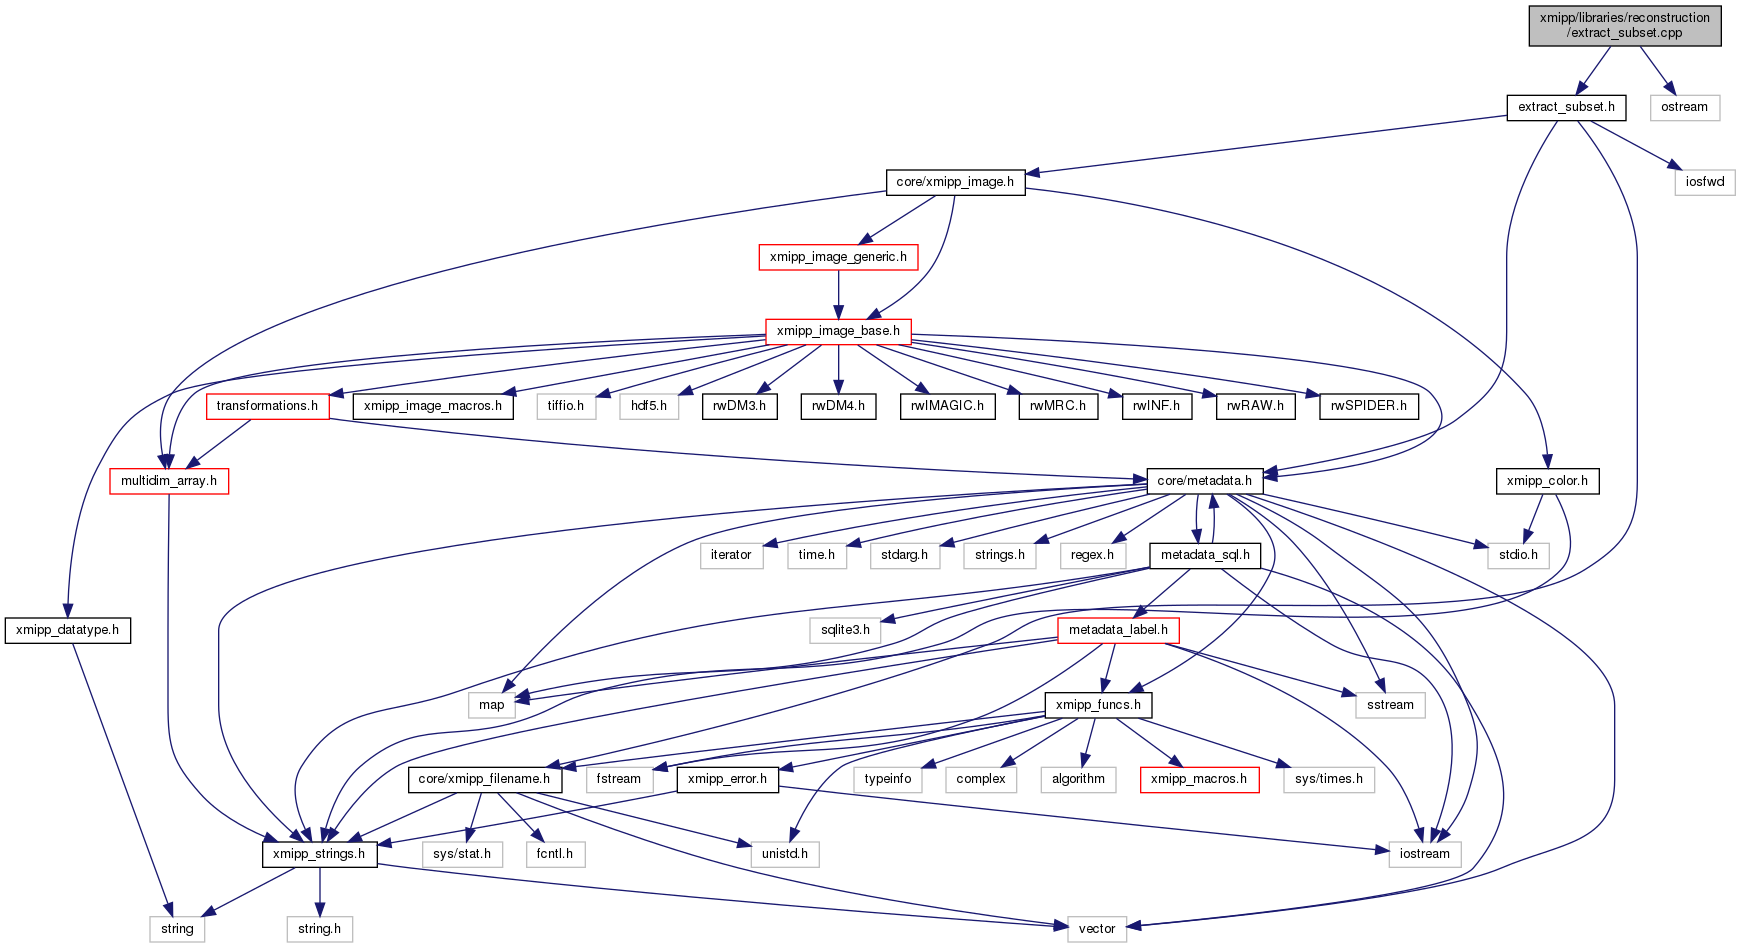 xmipp/libraries/reconstruction
/extract_subset.cpp
extract_subset.h
ostream
core/xmipp_image.h
iosfwd
xmipp_image_generic.h
xmipp_image_base.h
transformations.h
xmipp_image_macros.h
tiffio.h
hdf5.h
rwDM3.h
rwDM4.h
rwIMAGIC.h
rwMRC.h
rwINF.h
rwRAW.h
rwSPIDER.h
multidim_array.h
core/metadata.h
xmipp_color.h
iterator
time.h
stdarg.h
strings.h
regex.h
metadata_sql.h
stdio.h
xmipp_datatype.h
sqlite3.h
metadata_label.h
map
xmipp_funcs.h
sstream
core/xmipp_filename.h
fstream
xmipp_error.h
typeinfo
complex
algorithm
xmipp_macros.h
sys/times.h
xmipp_strings.h
sys/stat.h
fcntl.h
unistd.h
iostream
string
string.h
vector